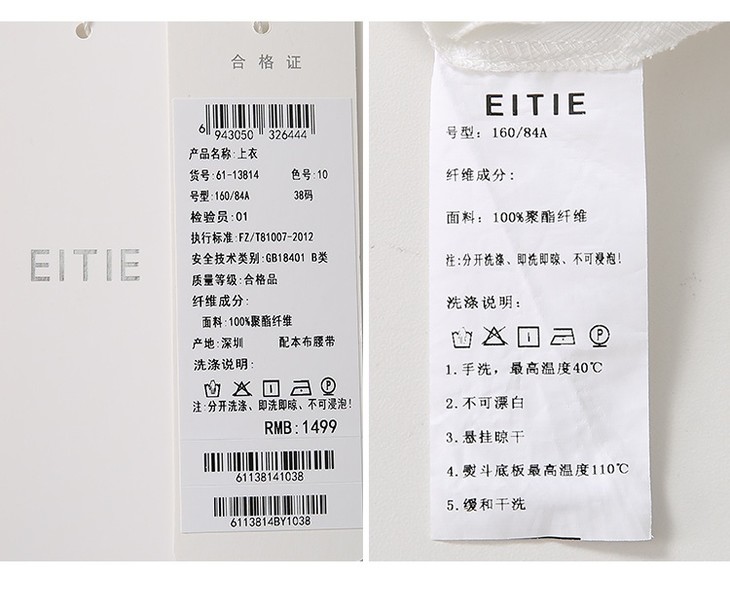 EITIE
合格证
6 943050 326444
产品名称:上衣
货号:61-13814 色号:10
号型:160/84A 38码
检验员:01
执行标准:FZ/T81007-2012
安全技术类别:GB18401 B类
质量等级:合格品
纤维成分:
面料:100%聚酯纤维
产地:深圳 配本布腰带
洗涤说明:
注:分开洗涤、即洗即晾、不可浸泡!
RMB:1499
61138141038
6113814BY1038
EITIE
号型: 160/84A
纤维成分:
面料: 100%聚酯纤维
注:分开洗涤、即洗即晾、不可浸泡!
洗涤说明:
1.手洗，最高温度40℃
2.不可漂白
3.悬挂晾干
4.熨斗底板最高温度110℃
5.缓和干洗